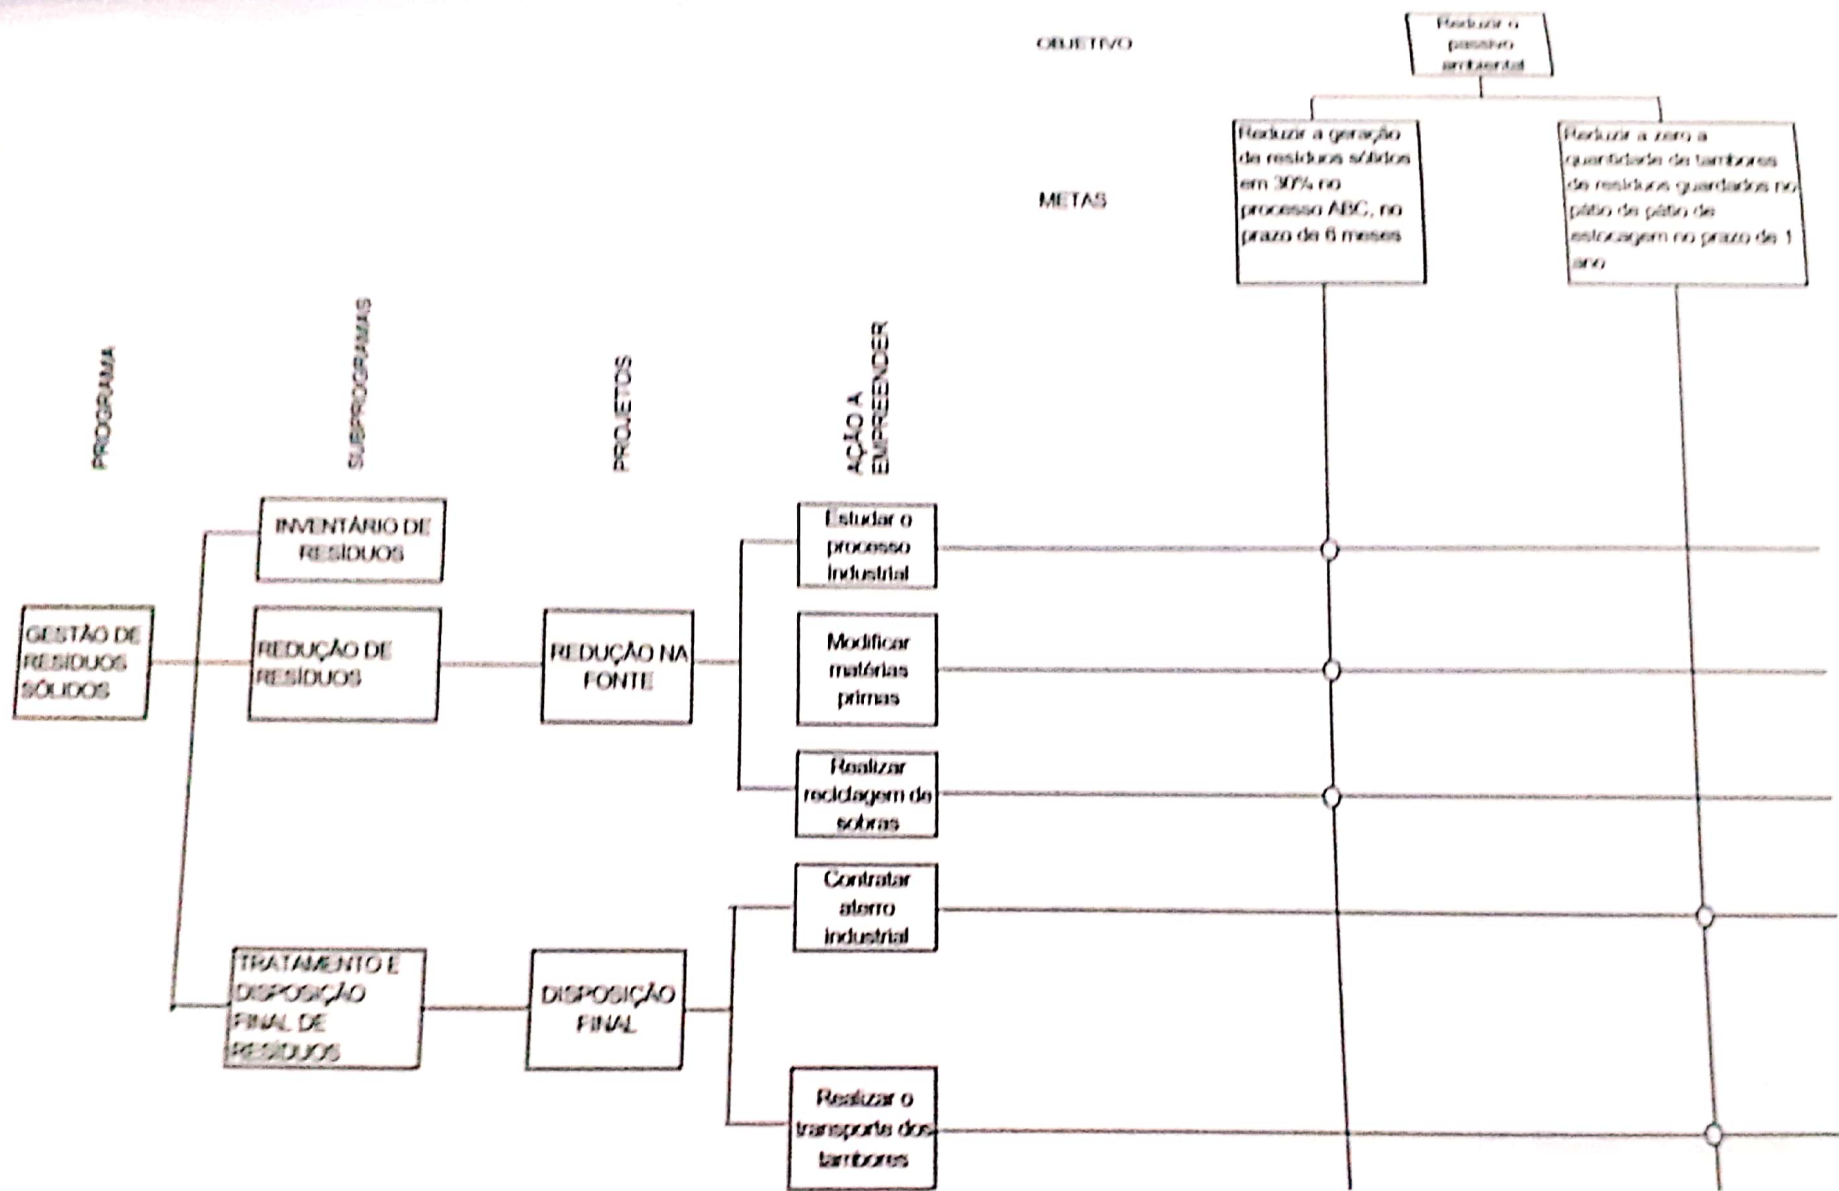 OBJETIVO
Reduzir o
passivo
ambiental
METAS
Reduzir a geração
de resíduos sólidos
em 30% no
processo ABC, no
prazo de 6 meses
Reduzir a zero a
quantidade de tambores
de resíduos guardados no
pátio de pátio de
estocagem no prazo de 1
ano
PROGRAMA
SUBPROGRAMAS
PROJETOS
AÇÃO A
EMPREENDER
GESTÃO DE
RESÍDUOS
SÓLIDOS
INVENTÁRIO DE
RESÍDUOS
REDUÇÃO DE
RESÍDUOS
REDUÇÃO NA
FONTE
Estudar o
processo
industrial
Modificar
matérias
primas
Realizar
reciclagem de
sobras
TRATAMENTO E
DISPOSIÇÃO
FINAL DE
RESÍDUOS
DISPOSIÇÃO
FINAL
Contratar
aterro
industrial
Realizar o
transporte dos
tambores